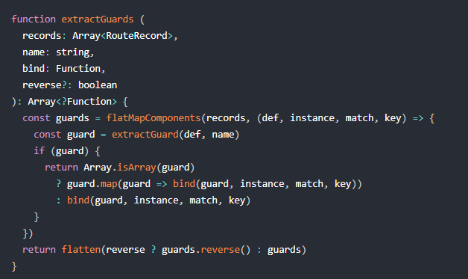 function extractGuards (
  records: Array<RouteRecord>,
  name: string,
  bind: Function,
  reverse?: boolean
): Array<?Function> {
  const guards = flatMapComponents(records, (def, instance, match, key) => {
    const guard = extractGuard(def, name)
    if (guard) {
      return Array.isArray(guard)
        ? guard.map(guard => bind(guard, instance, match, key))
        : bind(guard, instance, match, key)
    }
  })
  return flatten(reverse ? guards.reverse() : guards)
}